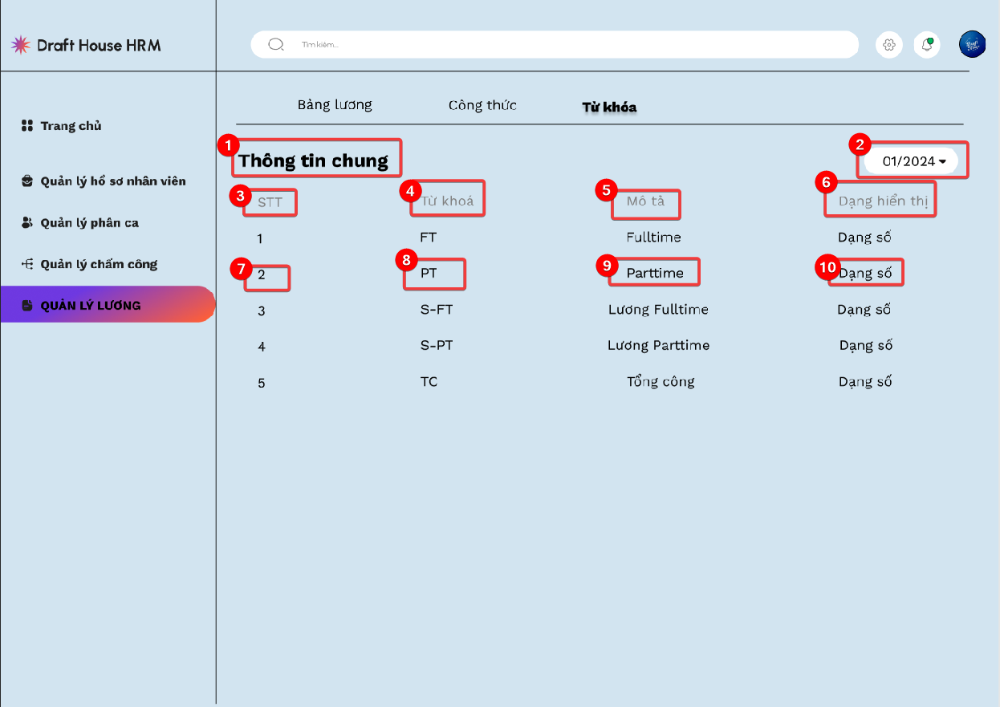 Draft House HRM
Tìm kiếm...
Bảng lương Công thức Từ khóa
Trang chủ
Quản lý hồ sơ nhân viên
Quản lý phân ca
Quản lý chấm công
QUẢN LÝ LƯƠNG
1 Thông tin chung 2 01/2024
3 STT 4 Từ khoá 5 Mô tả 6 Dạng hiển thị
1 FT Fulltime Dạng số
7 2 8 PT 9 Parttime 10 Dạng số
3 S-FT Lương Fulltime Dạng số
4 S-PT Lương Parttime Dạng số
5 TC Tổng công Dạng số